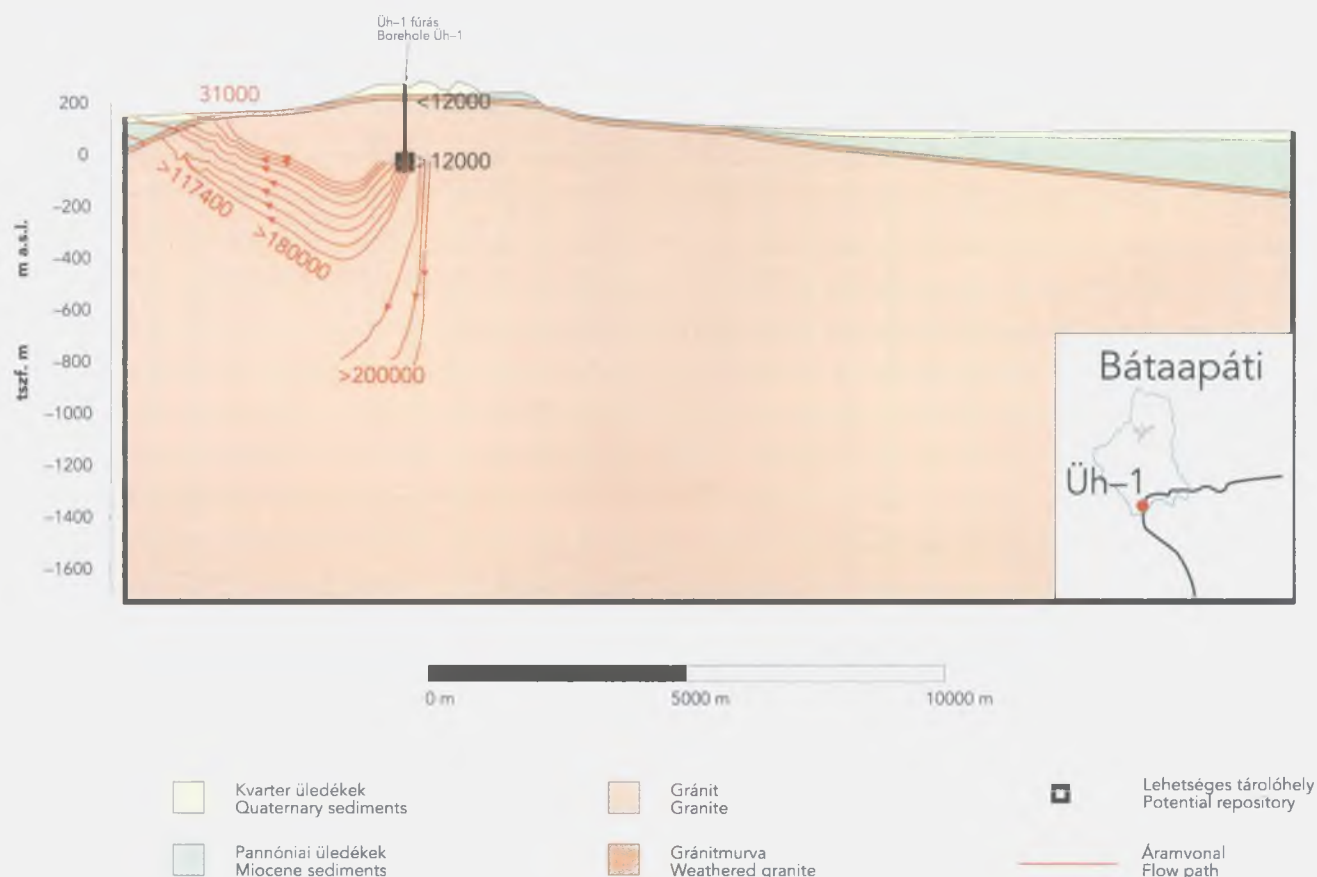 Üh–1 fúrás
Borehole Üh–1
200
0
–200
–400
–600
–800
–1000
–1200
–1400
–1600
tszf. m m a.s.l.
31000
<12000
>12000
>117400
>180000
>200000
Bátaapáti
Üh–1
0 m 5000 m 10000 m
Kvarter üledékek
Quaternary sediments
Pannóniai üledékek
Miocene sediments
Gránit
Granite
Gránitmurva
Weathered granite
Lehetséges tárolóhely
Potential repository
Áramvonal
Flow path